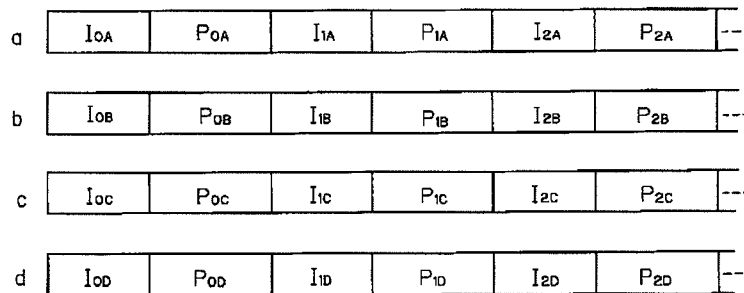 a I0A P0A I1A P1A I2A P2A ---
b I0B P0B I1B P1B I2B P2B ---
c I0C P0C I1C P1C I2C P2C ---
d I0D P0D I1D P1D I2D P2D ---